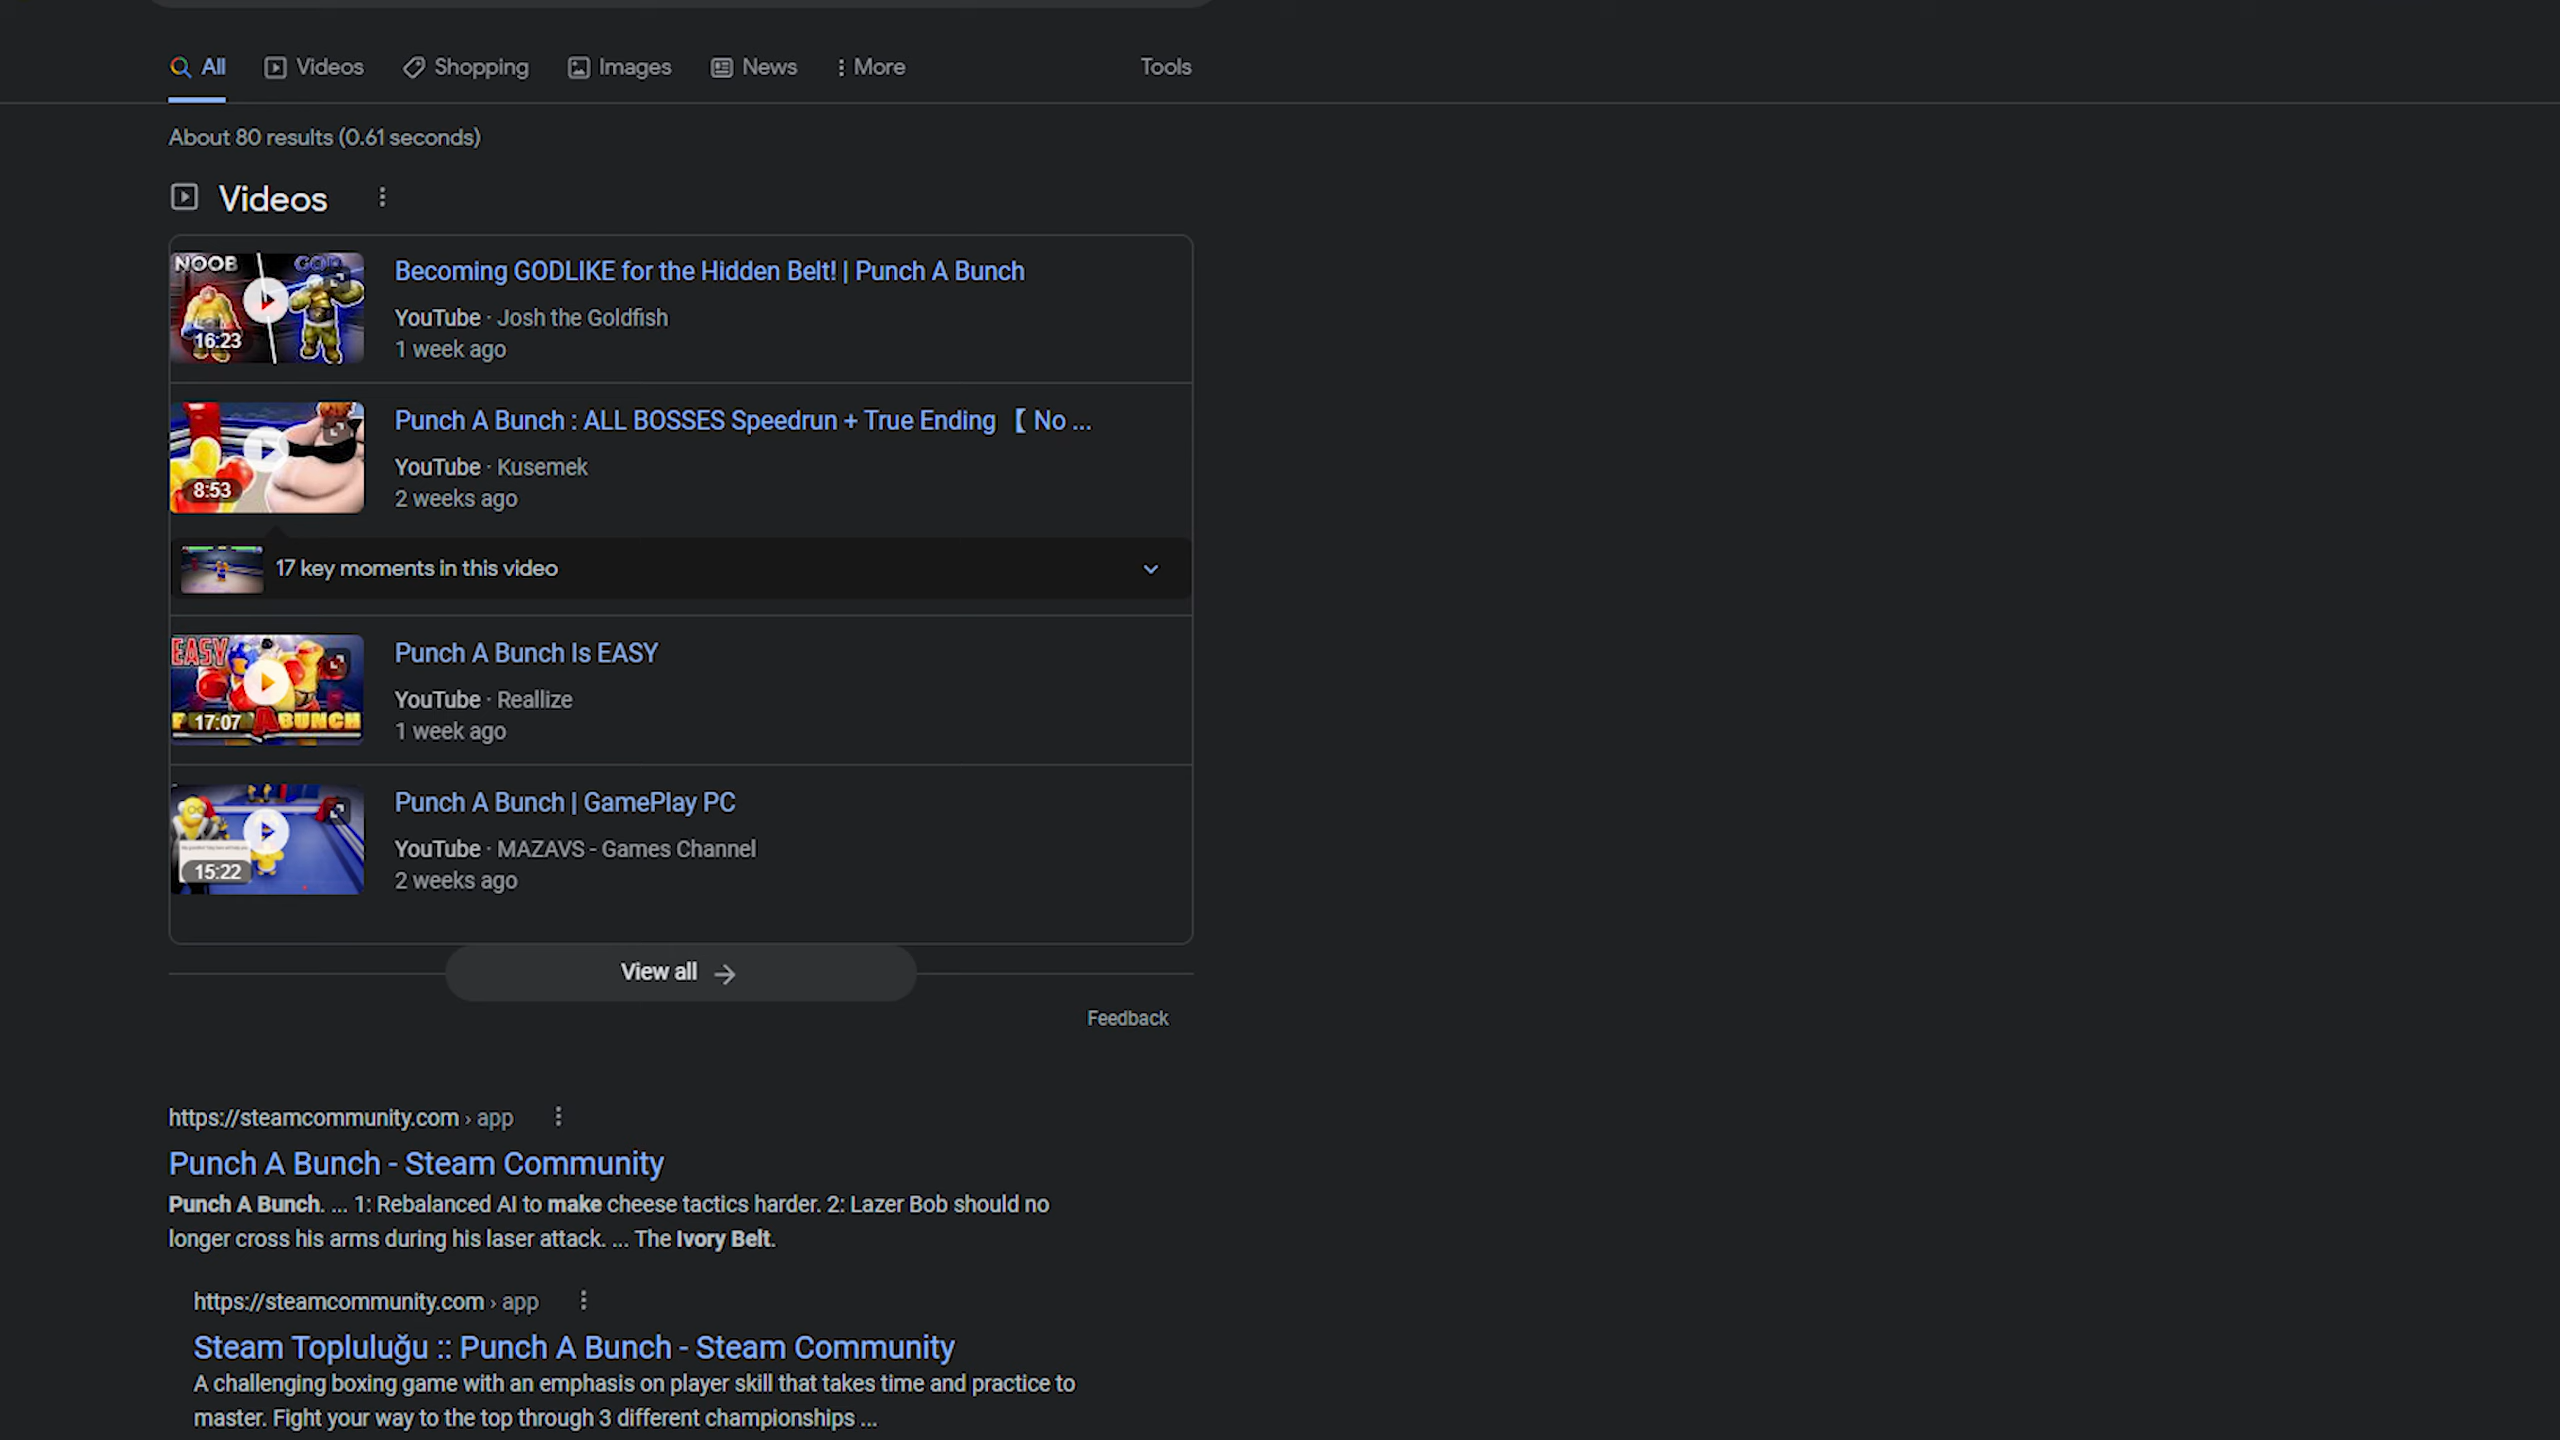 All
Videos
Shopping
Images
News
More
Tools
About 80 results (0.61 seconds)
Videos
NOOB GOD
16:23
Becoming GODLIKE for the Hidden Belt! | Punch A Bunch
YouTube · Josh the Goldfish
1 week ago
8:53
Punch A Bunch : ALL BOSSES Speedrun + True Ending 【 No ...
YouTube · Kusemek
2 weeks ago
17 key moments in this video
EASY
17:07
A BUNCH
Punch A Bunch Is EASY
YouTube · Reallize
1 week ago
15:22
Punch A Bunch | GamePlay PC
YouTube · MAZAVS - Games Channel
2 weeks ago
View all →
Feedback
https://steamcommunity.com › app
Punch A Bunch - Steam Community
Punch A Bunch. ... 1: Rebalanced AI to make cheese tactics harder. 2: Lazer Bob should no
longer cross his arms during his laser attack. ... The Ivory Belt.
https://steamcommunity.com › app
Steam Topluluğu :: Punch A Bunch - Steam Community
A challenging boxing game with an emphasis on player skill that takes time and practice to
master. Fight your way to the top through 3 different championships ...